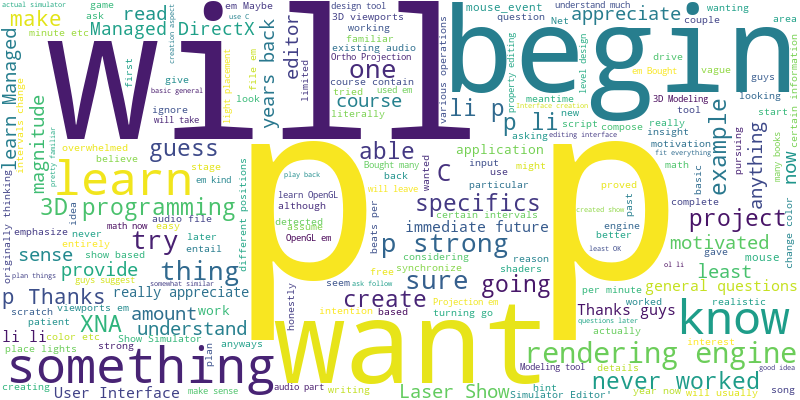 actual simulator
game
ask
minute etc
make
read
Managed
DirectX
em Maybe
years back
editor
3D viewports
design tool
working
familiar
existing audio
Ortho Projection
one
tried
used em
course contain
course
limited
literally
mouse_event
question
Net
appreciate
understand much
couple
use C
various operations
property editing
level design
drive
em Bought
vague
wanting
area
guys
looking
certain information
will
begin
creation aspect
first
give
file em
basic general
will take
ignore
look
light placement
learn Managed
intervals change
pretty familiar
magnitude
overwhelmed
believe
guess
stage
em kind
learn
3D programming
li p
p li
meantime
application
asking
new
script
compose
really
insight
motivation
fit everything
math
basic
pursuing
many books
example
anything
3D Modeling
tool
start
now
editing interface
Interface creation
play back
learn OpenGL
although
assume
OpenGL em
able
Bought many
back
wanted
C
input
use
might
particular
will leave
specifics
certain intervals
proved
engine
better
past
created show
complete
gave
idea
mouse
project
motivated
change color
least
originally thinking
idea
emphasize
math now
easy
never
later
entail
try
audio file
sense
show based
provide
entirely
guys suggest
thing
different positions
detected
beats per
p strong
immediate future
reason
shaders
considering
synchronize
free
sure
going
seem
p Thanks
really appreciate
somewhat similar
plan things
amount
work
scratch
viewports em
XNA
understand
patient
worked
honestly
plan
create
ask follow
intention
based
Projection em
turning go
realistic
general questions
per minute
Thanks guys
questions later
actually
know
least OK
ol li
li li
color etc
Show Simulator
anyways
place lights
strong
something
want
rendering engine
hint
details
interest
never worked
good idea
creating
User Interface
make sense
audio part
writing
Laser Show
Modeling tool
Simulator Editor'
year now
will usually
song
p
p